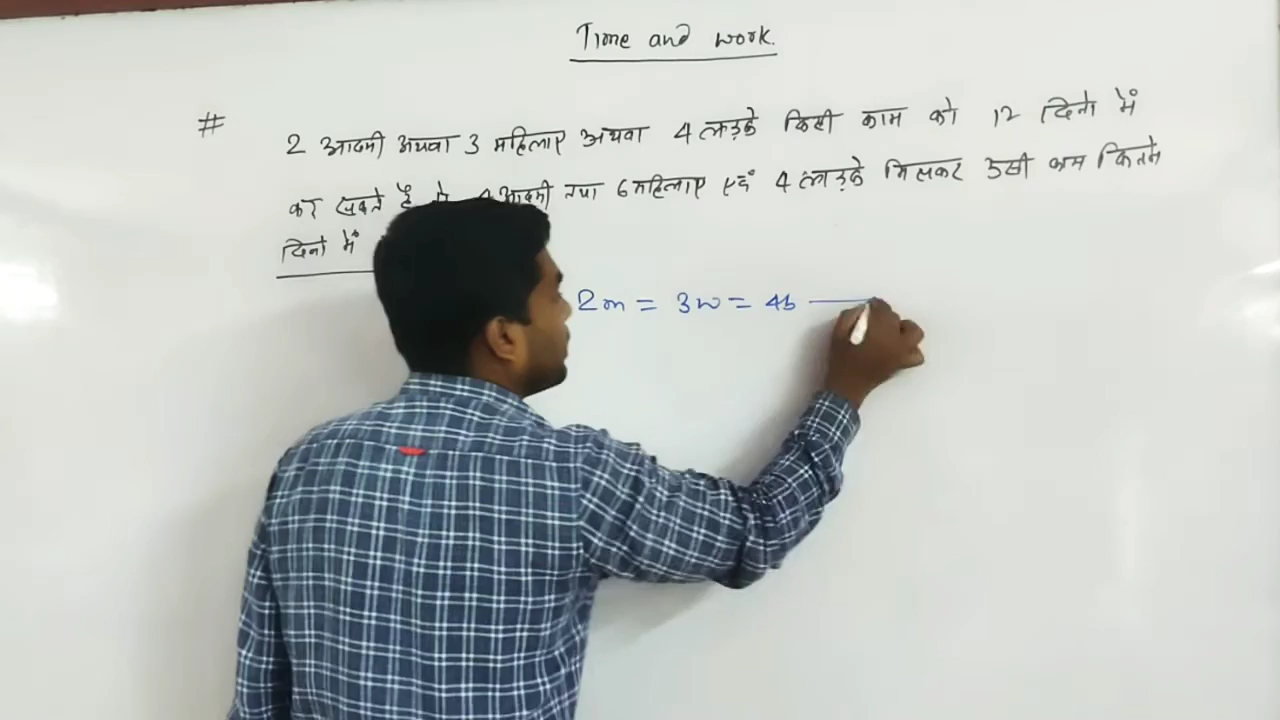 Time and work.
# 2 आदमी अथवा 3 महिलाए अथवा 4 लड़के किसी काम को 12 दिनो में
कर सकते है 4 आदमी तथा 6 महिलाए एवं 4 लड़के मिलकर उसी काम कितने
दिनो में
2m = 3w = 4b —